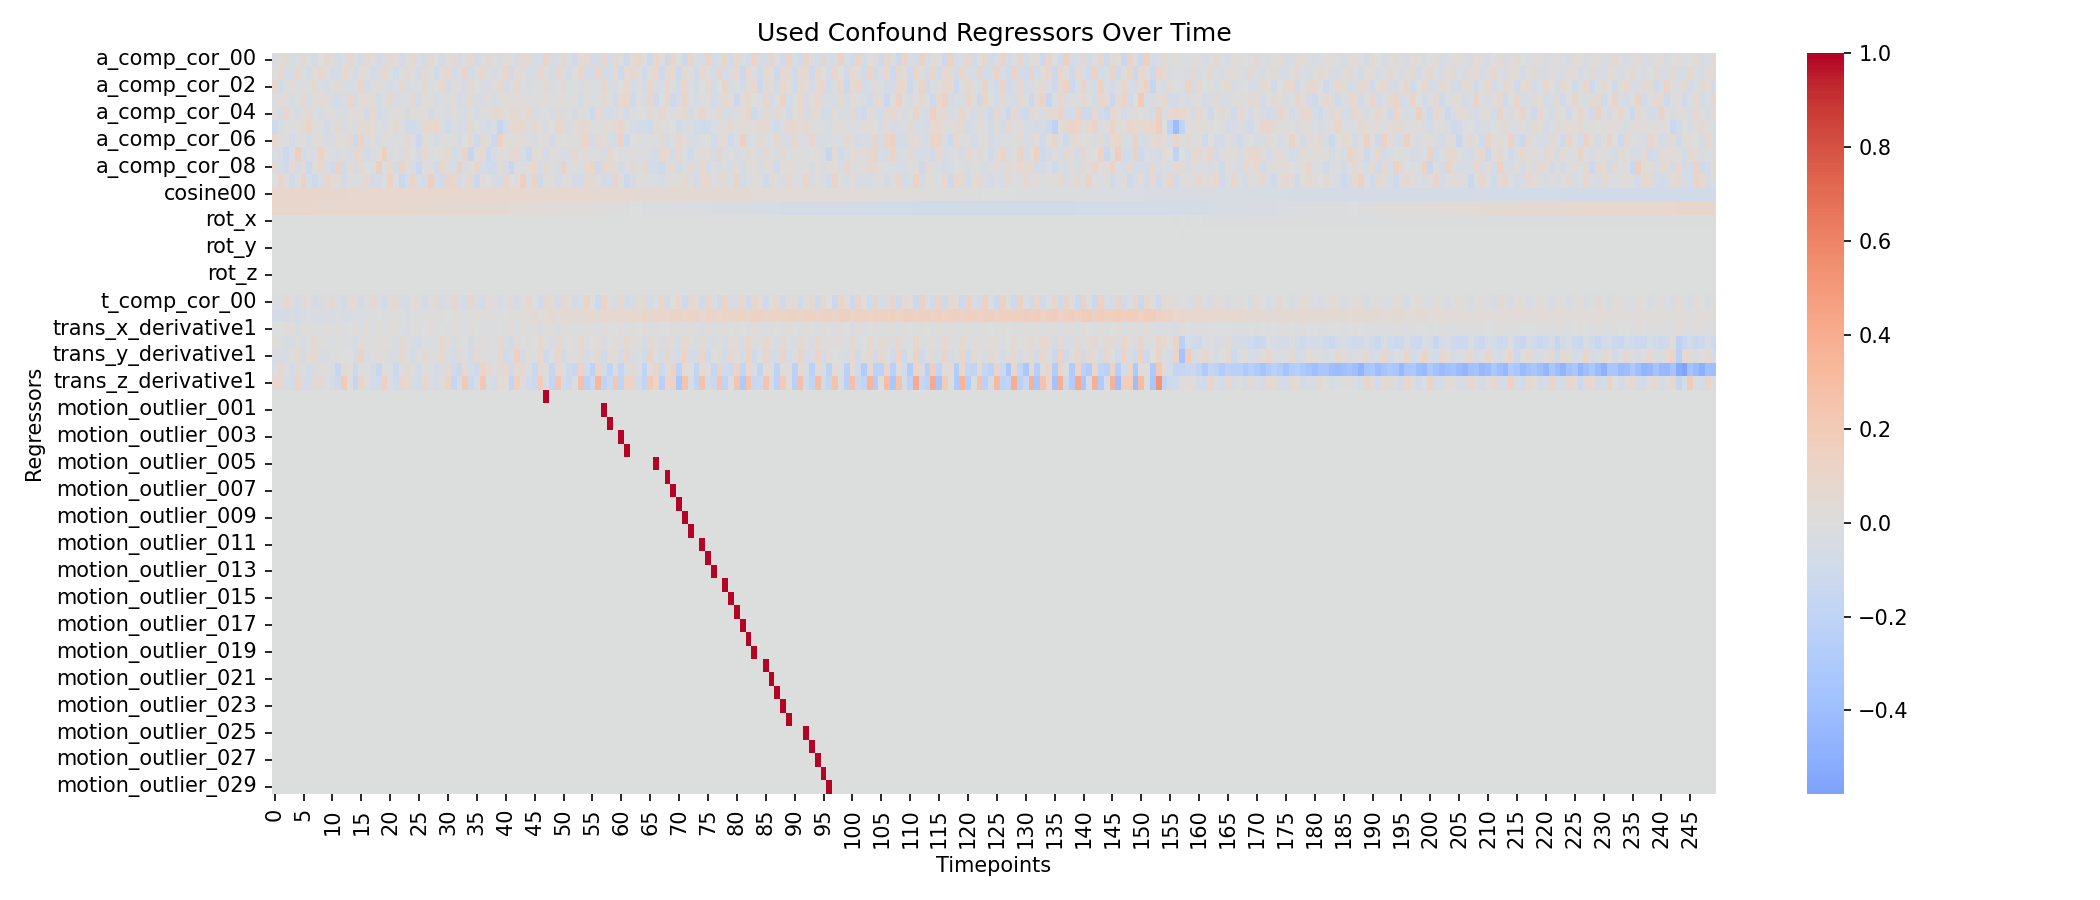 Used Confound Regressors Over Time
a_comp_cor_00
a_comp_cor_02
a_comp_cor_04
a_comp_cor_06
a_comp_cor_08
cosine00
rot_x
rot_y
rot_z
t_comp_cor_00
trans_x_derivative1
trans_y_derivative1
trans_z_derivative1
motion_outlier_001
motion_outlier_003
motion_outlier_005
motion_outlier_007
motion_outlier_009
motion_outlier_011
motion_outlier_013
motion_outlier_015
motion_outlier_017
motion_outlier_019
motion_outlier_021
motion_outlier_023
motion_outlier_025
motion_outlier_027
motion_outlier_029
Regressors
0 5 10 15 20 25 30 35 40 45 50 55 60 65 70 75 80 85 90 95 100 105 110 115 120 125 130 135 140 145 150 155 160 165 170 175 180 185 190 195 200 205 210 215 220 225 230 235 240 245
Timepoints
1.0
0.8
0.6
0.4
0.2
0.0
−0.2
−0.4